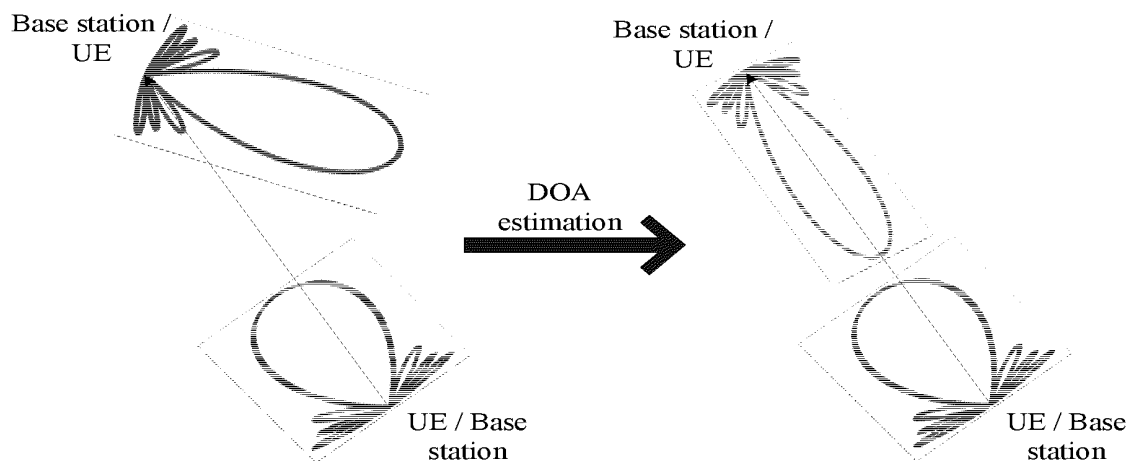 Base station /
UE
Base station /
UE
DOA
estimation
UE / Base
station
UE / Base
station